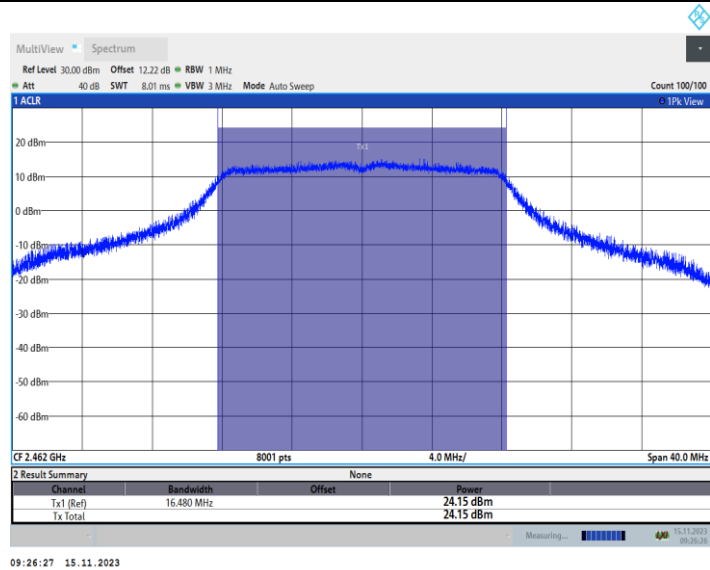 MultiView Spectrum
Ref Level 30.00 dBm Offset 12.22 dB RBW 1 MHz
Att 40 dB SWT 8.01 ms VBW 3 MHz Mode Auto Sweep Count 100/100
1 ACLR 1Pk View
Tx1
20 dBm
10 dBm
0 dBm
-10 dBm
-20 dBm
-30 dBm
-40 dBm
-50 dBm
-60 dBm
CF 2.462 GHz 8001 pts 4.0 MHz/ Span 40.0 MHz
2 Result Summary None
Channel Bandwidth Offset Power
Tx1 (Ref) 16.480 MHz 24.15 dBm
Tx Total 24.15 dBm
Measuring... 15.11.2023
09:26:26
09:26:27 15.11.2023